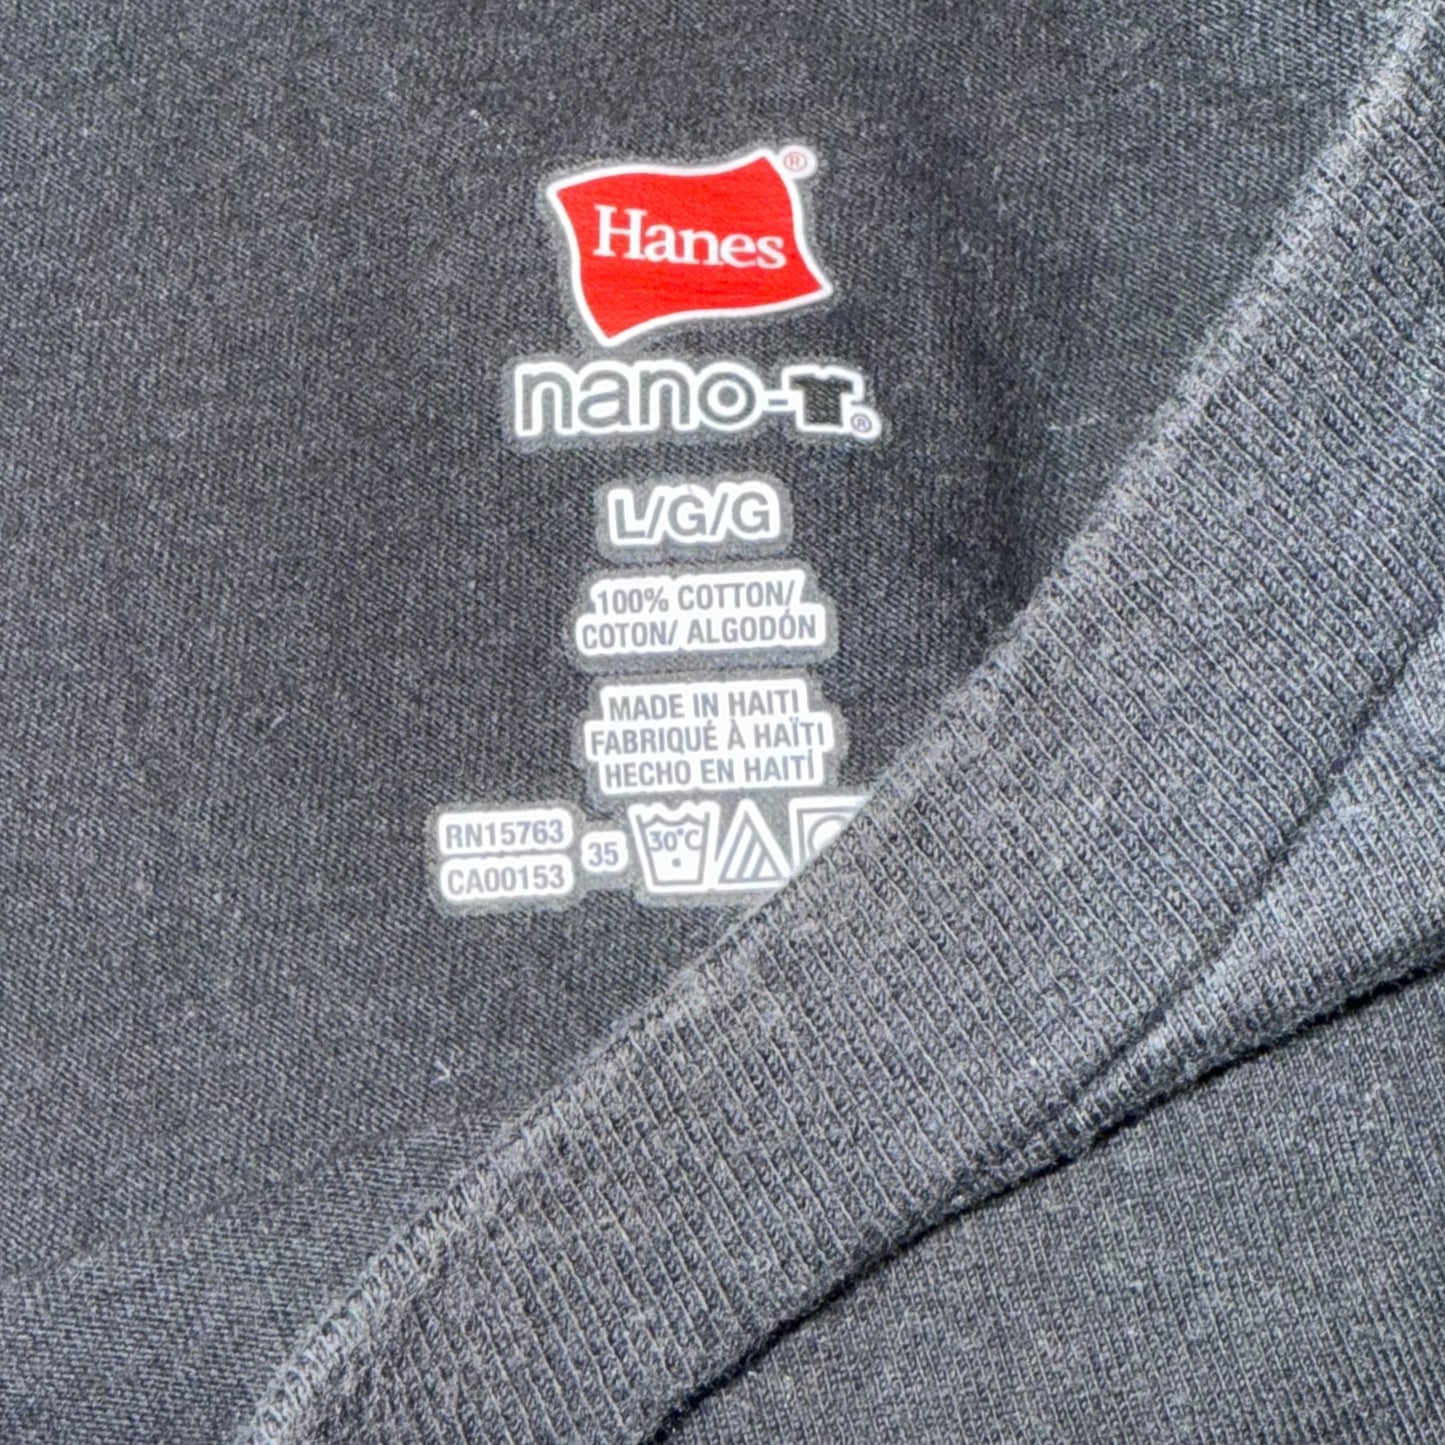 Hanes®
nano-T®
L/G/G
100% COTTON/
COTON/ ALGODÓN
MADE IN HAITI
FABRIQUÉ À HAÏTI
HECHO EN HAITÍ
RN15763
CA00153
35
30°C